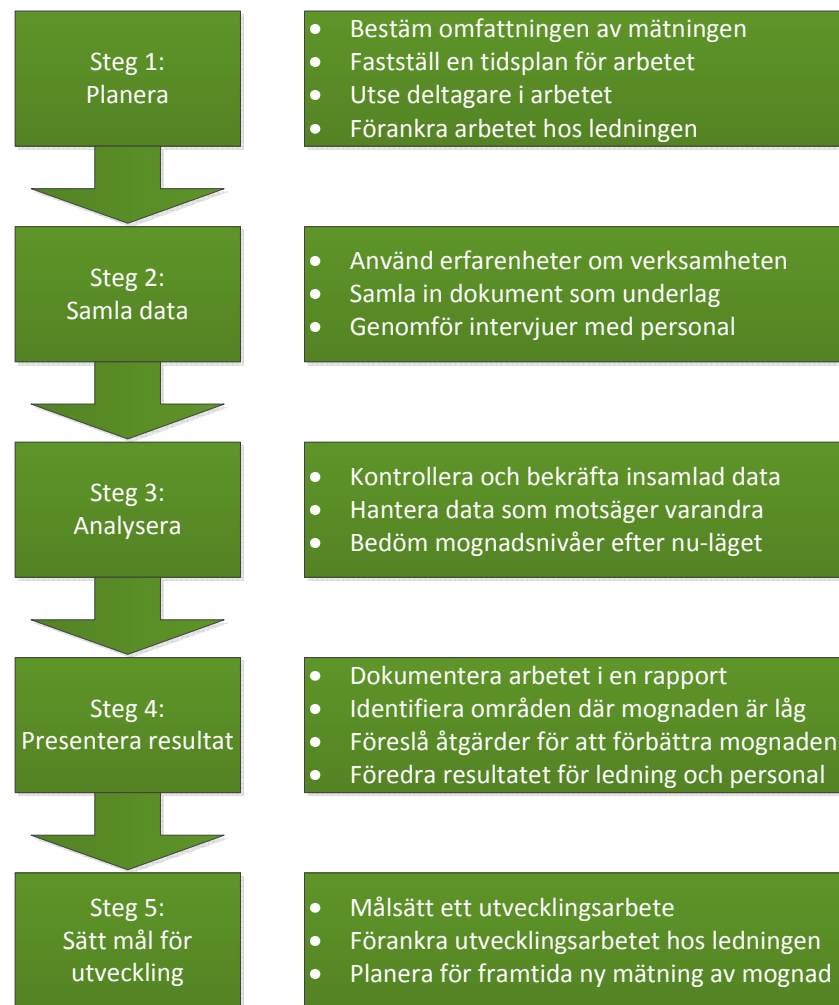 Steg 1:
Planera
• Bestäm omfattningen av mätningen
• Fastställ en tidsplan för arbetet
• Utse deltagare i arbetet
• Förankra arbetet hos ledningen
Steg 2:
Samla data
• Använd erfarenheter om verksamheten
• Samla in dokument som underlag
• Genomför intervjuer med personal
Steg 3:
Analysera
• Kontrollera och bekräfta insamlad data
• Hantera data som motsäger varandra
• Bedöm mognadsnivåer efter nu-läget
Steg 4:
Presentera resultat
• Dokumentera arbetet i en rapport
• Identifiera områden där mognaden är låg
• Föreslå åtgärder för att förbättra mognaden
• Föredra resultatet för ledning och personal
Steg 5:
Sätt mål för
utveckling
• Målsätt ett utvecklingsarbete
• Förankra utvecklingsarbetet hos ledningen
• Planera för framtida ny mätning av mognad